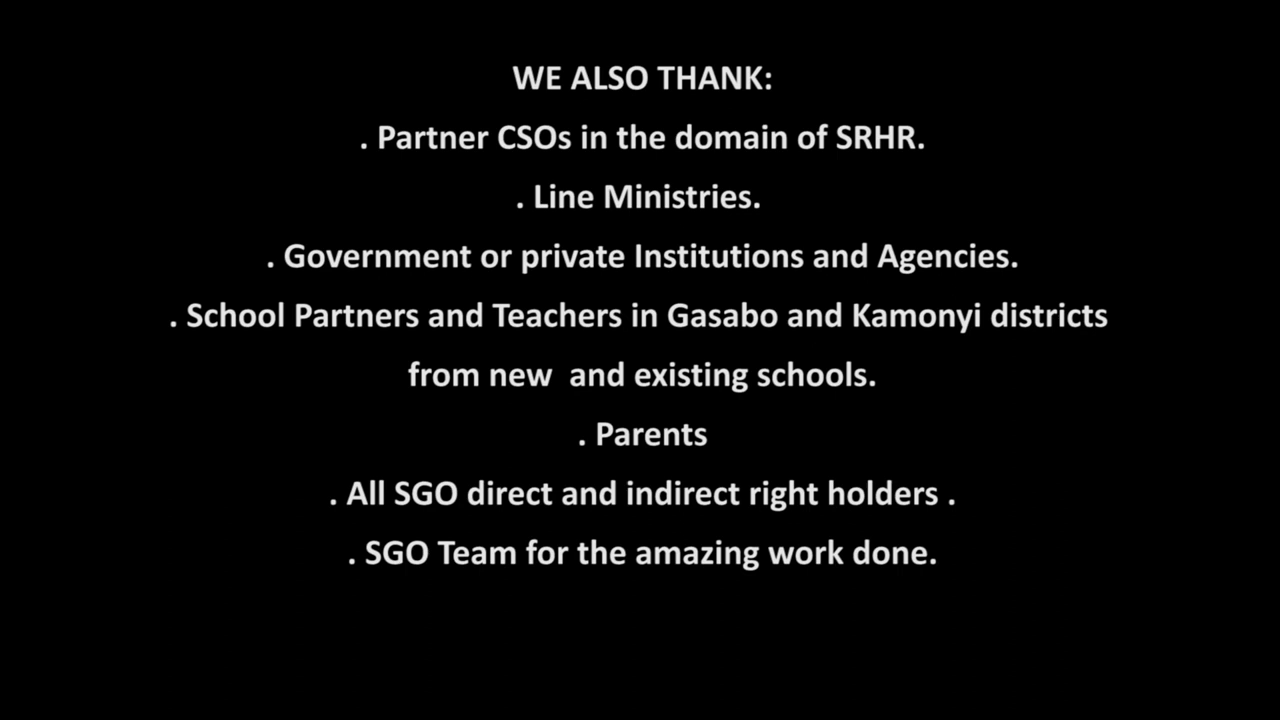 WE ALSO THANK:
. Partner CSOs in the domain of SRHR.
. Line Ministries.
. Government or private Institutions and Agencies.
. School Partners and Teachers in Gasabo and Kamonyi districts
from new  and existing schools.
. Parents
. All SGO direct and indirect right holders .
. SGO Team for the amazing work done.